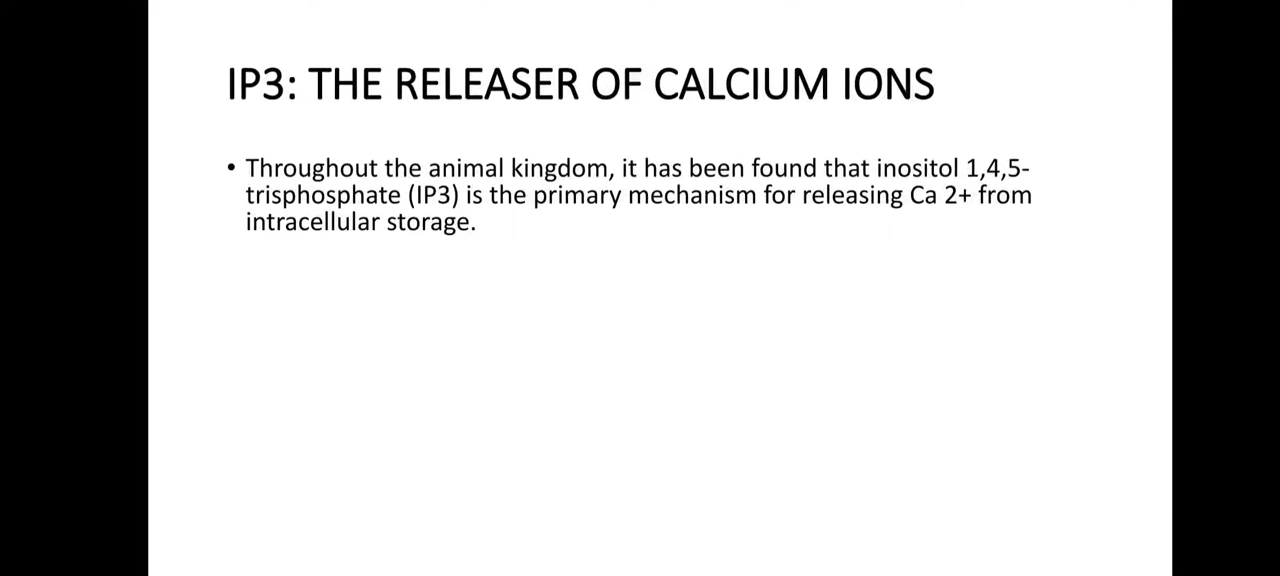 IP3: THE RELEASER OF CALCIUM IONS
• Throughout the animal kingdom, it has been found that inositol 1,4,5-
trisphosphate (IP3) is the primary mechanism for releasing Ca 2+ from
intracellular storage.